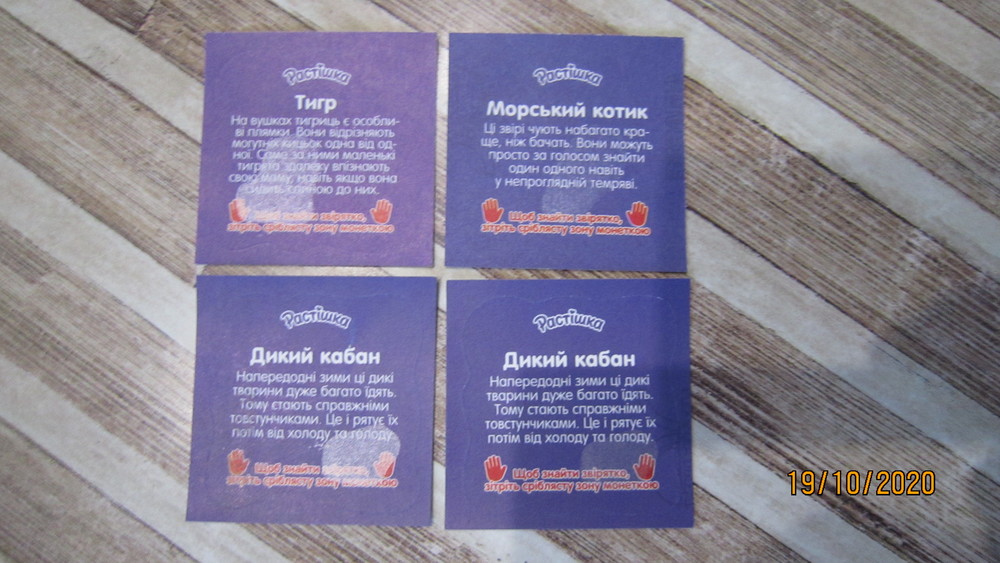 Растішка
Тигр
На вушках тигриць є особли-
ві плямки. Вони відрізняють
могутніх кицьок одна від од-
ної. Саме за ними маленькі
тигрята здалеку впізнають
свою маму, навіть якщо вона
сидить спиною до них.
Щоб знайти звірятко,
зітріть сріблясту зону монеткою
Растішка
Морський котик
Ці звірі чують набагато кра-
ще, ніж бачать. Вони можуть
просто за голосом знайти
один одного навіть
у непроглядній темряві.
Щоб знайти звірятко,
зітріть сріблясту зону монеткою
Растішка
Дикий кабан
Напередодні зими ці дикі
тварини дуже багато їдять.
Тому стають справжніми
товстунчиками. Це і рятує їх
потім від холоду та голоду.
Щоб знайти звірятко,
зітріть сріблясту зону монеткою
Растішка
Дикий кабан
Напередодні зими ці дикі
тварини дуже багато їдять.
Тому стають справжніми
товстунчиками. Це і рятує їх
потім від холоду та голоду.
Щоб знайти звірятко,
зітріть сріблясту зону монеткою
19/10/2020